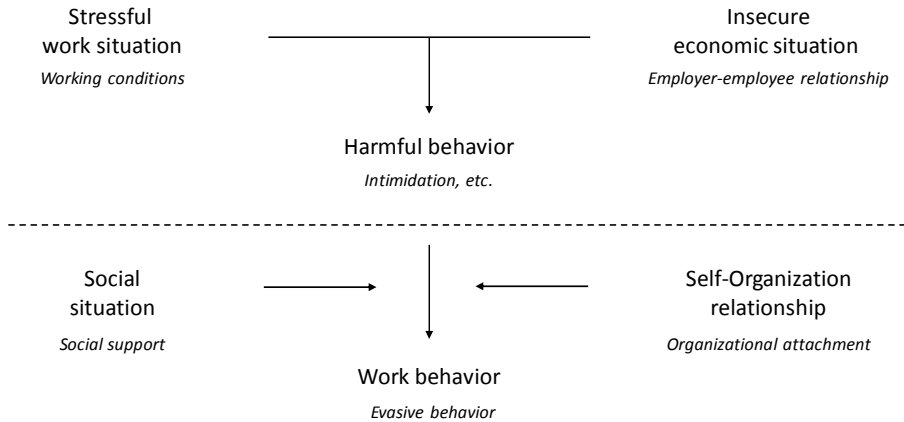 Stressful
work situation
Working conditions
Insecure
economic situation
Employer-employee relationship
Harmful behavior
Intimidation, etc.
Social
situation
Social support
Self-Organization
relationship
Organizational attachment
Work behavior
Evasive behavior